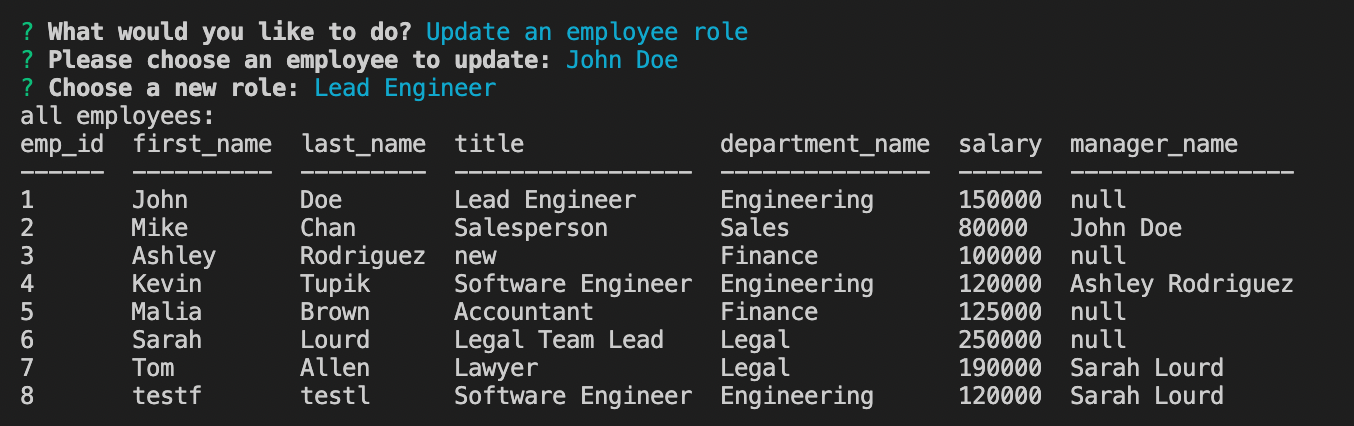 ? What would you like to do? Update an employee role
? Please choose an employee to update: John Doe
? Choose a new role: Lead Engineer
all employees:
emp_id  first_name  last_name  title              department_name  salary  manager_name
------  ----------  ---------  -----------------  ---------------  ------  ----------------
1       John        Doe        Lead Engineer      Engineering      150000  null
2       Mike        Chan       Salesperson        Sales            80000   John Doe
3       Ashley      Rodriguez  new                Finance          100000  null
4       Kevin       Tupik      Software Engineer  Engineering      120000  Ashley Rodriguez
5       Malia       Brown      Accountant         Finance          125000  null
6       Sarah       Lourd      Legal Team Lead    Legal            250000  null
7       Tom         Allen      Lawyer             Legal            190000  Sarah Lourd
8       testf       testl      Software Engineer  Engineering      120000  Sarah Lourd